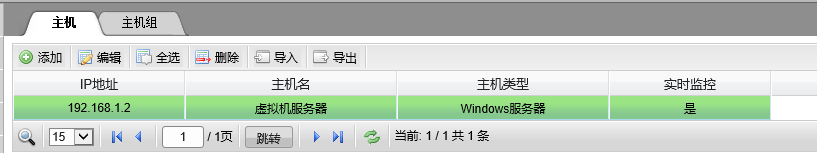 主机 主机组
添加 编辑 全选 删除 导入 导出
IP地址 主机名 主机类型 实时监控
192.168.1.2 虚拟机服务器 Windows服务器 是
15 1 / 1页 跳转 当前: 1 / 1 共 1 条